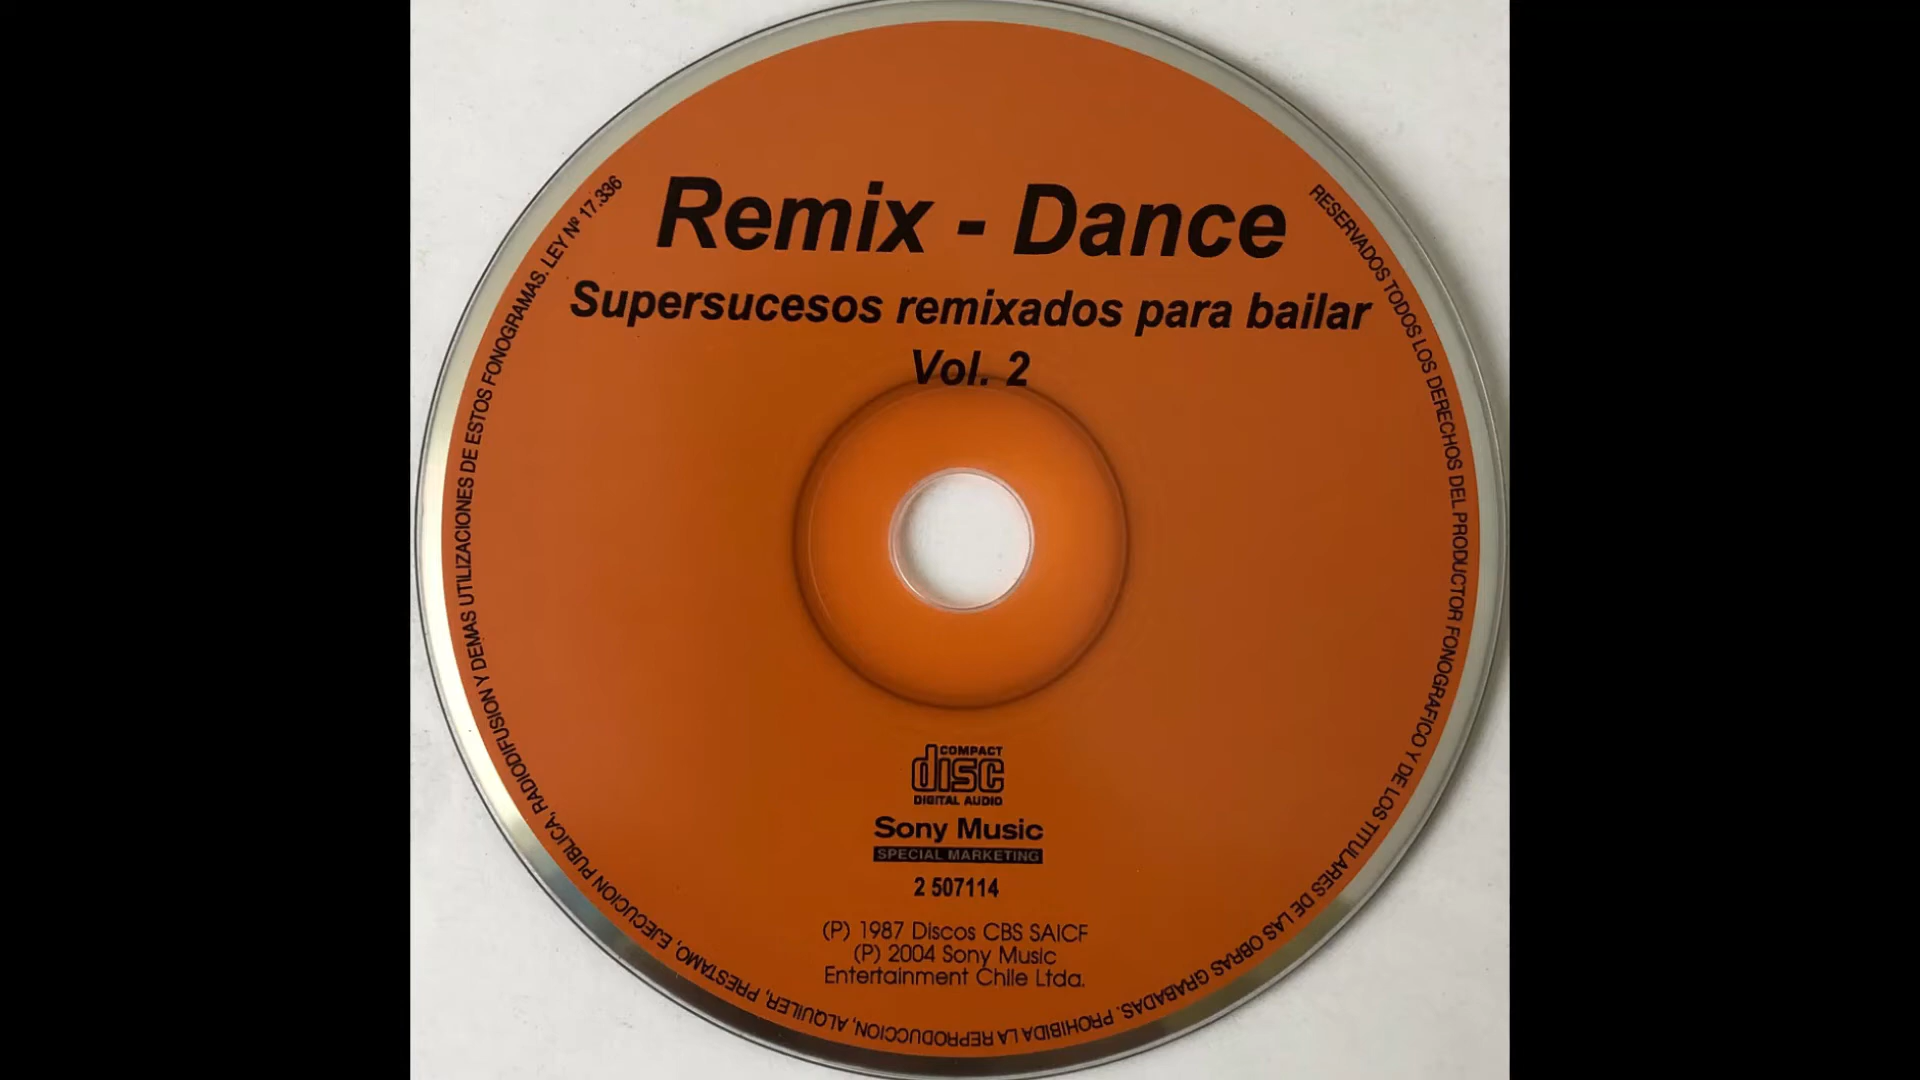 Remix - Dance
Supersucesos remixados para bailar
Vol. 2
COMPACT
disc
DIGITAL AUDIO
Sony Music
SPECIAL MARKETING
2 507114
(P) 1987 Discos CBS SAICF
(P) 2004 Sony Music
Entertainment Chile Ltda.
RESERVADOS TODOS LOS DERECHOS DEL PRODUCTOR FONOGRAFICO Y DE LOS TITULARES DE LAS OBRAS GRABADAS. PROHIBIDA LA REPRODUCCION, ALQUILER, PRESTAMO, EJECUCION PUBLICA, RADIODIFUSION Y DEMAS UTILIZACIONES DE ESTOS FONOGRAMAS. LEY Nº 17.336